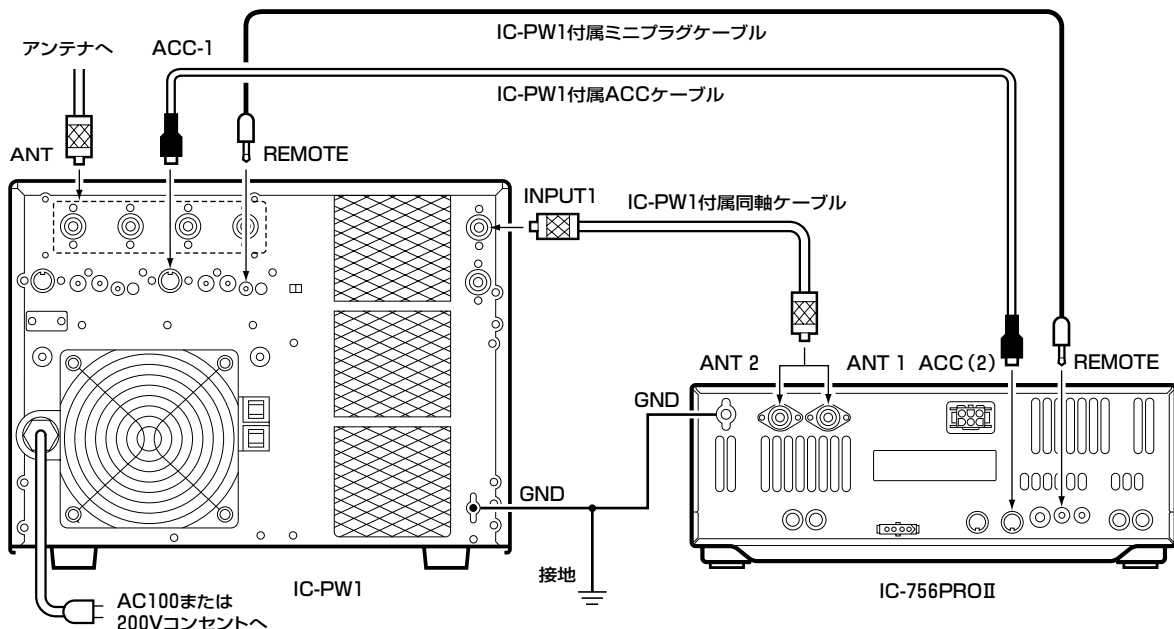 IC-PW1付属ミニプラグケーブル
アンテナへ
ACC-1
IC-PW1付属ACCケーブル
ANT
REMOTE
INPUT1
IC-PW1付属同軸ケーブル
ANT 2
ANT 1
ACC(2)
REMOTE
GND
GND
接地
IC-PW1
IC-756PROⅡ
AC100または
200Vコンセントへ